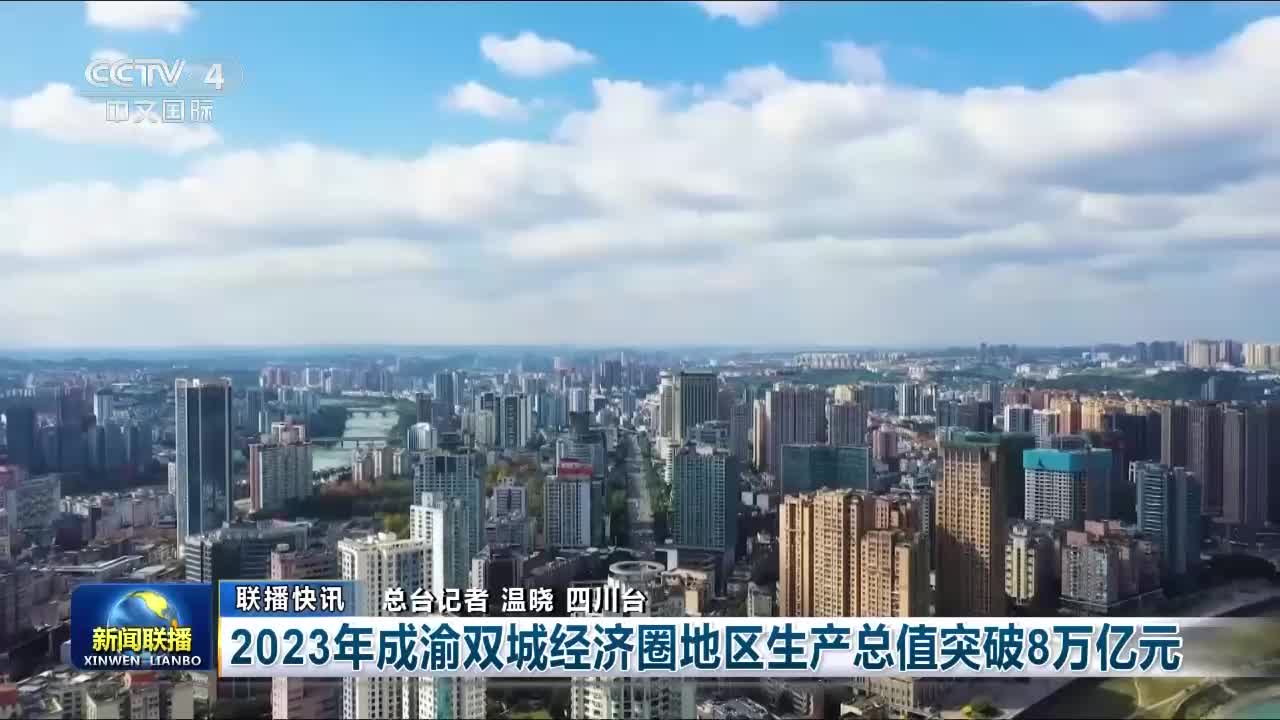 CCTV 4
中文国际
联播快讯
总台记者 温晓 四川台
新闻联播
XINWEN LIANBO
2023年成渝双城经济圈地区生产总值突破8万亿元